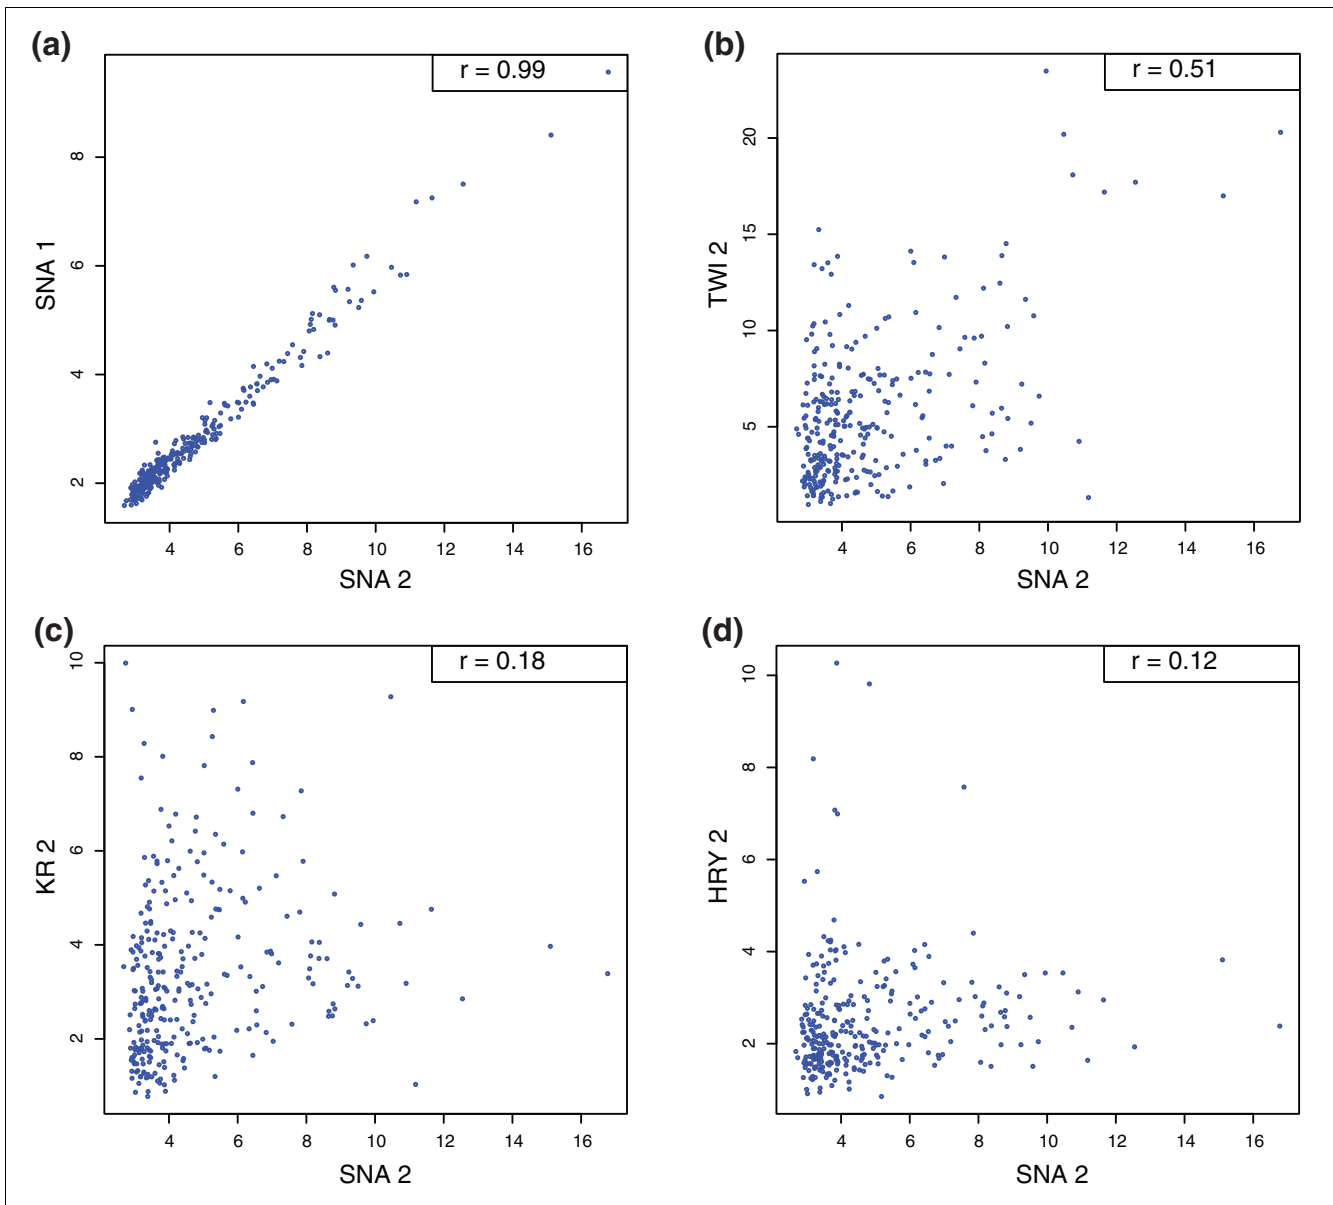 (a)
r = 0.99
SNA 1
8
6
4
2
4 6 8 10 12 14 16
SNA 2
(b)
r = 0.51
TWI 2
20
15
10
5
4 6 8 10 12 14 16
SNA 2
(c)
r = 0.18
KR 2
10
8
6
4
2
4 6 8 10 12 14 16
SNA 2
(d)
r = 0.12
HRY 2
10
8
6
4
2
4 6 8 10 12 14 16
SNA 2